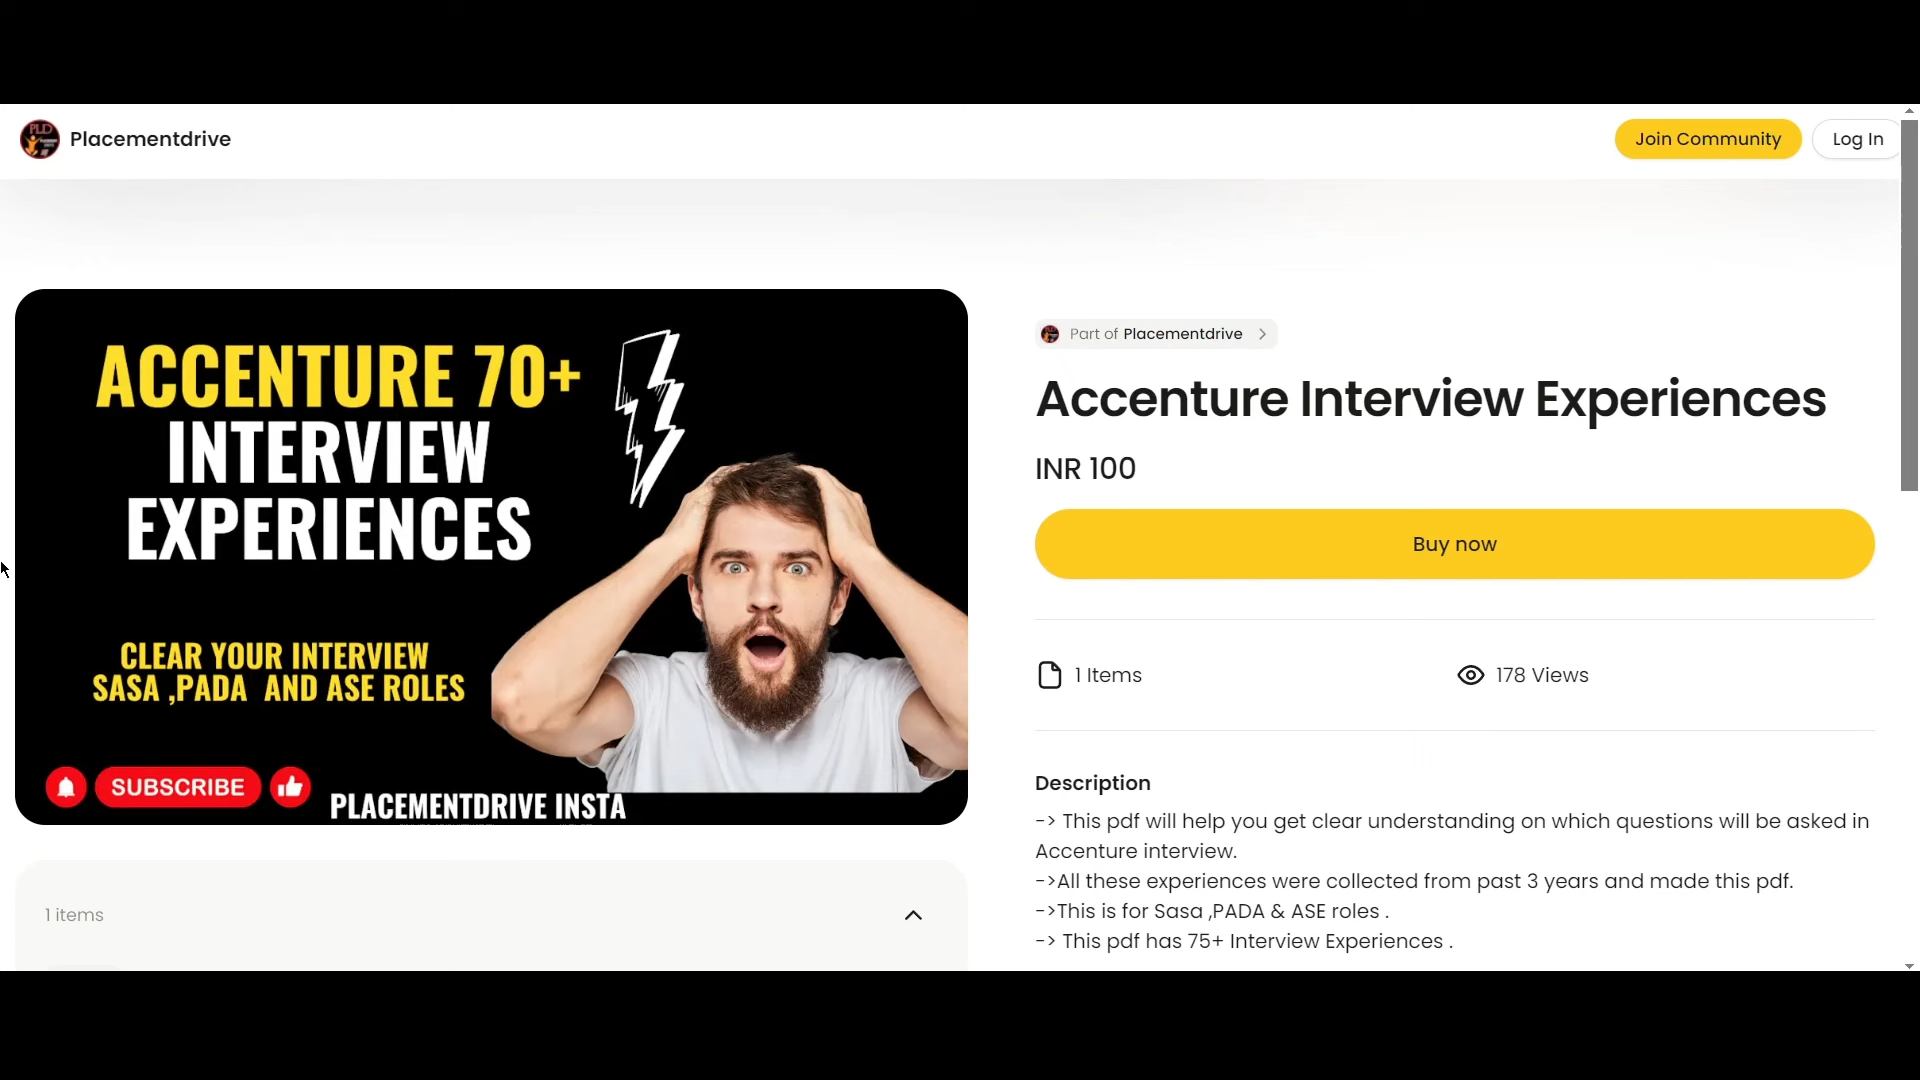 PLD
Placementdrive
Join Community
Log In
ACCENTURE 70+
INTERVIEW
EXPERIENCES
CLEAR YOUR INTERVIEW
SASA ,PADA AND ASE ROLES
SUBSCRIBE
PLACEMENTDRIVE INSTA
1 items
Part of Placementdrive
Accenture Interview Experiences
INR 100
Buy now
1 Items
178 Views
Description
-> This pdf will help you get clear understanding on which questions will be asked in
Accenture interview.
->All these experiences were collected from past 3 years and made this pdf.
->This is for Sasa ,PADA & ASE roles .
-> This pdf has 75+ Interview Experiences .